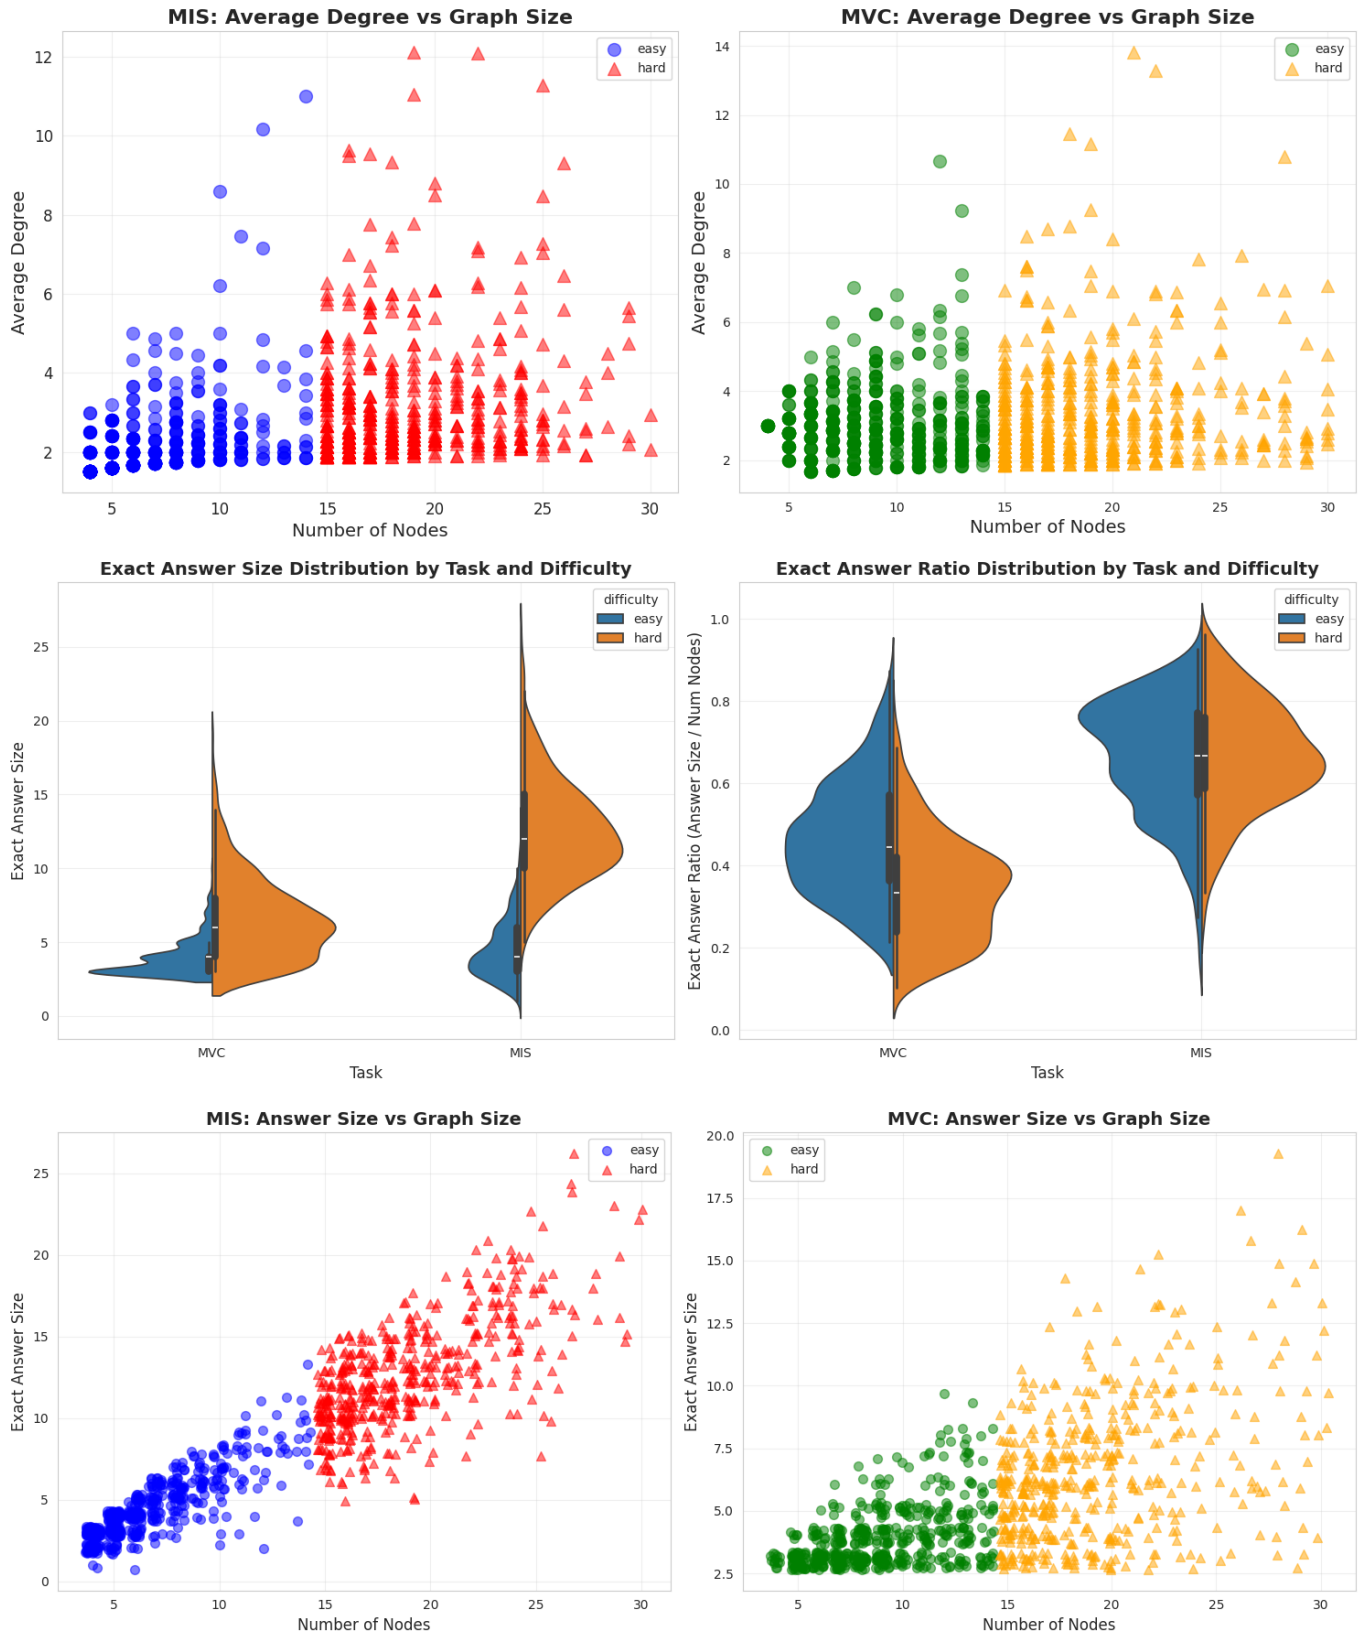 MIS: Average Degree vs Graph Size
easy
hard
12
10
8
6
4
2
Average Degree
5
10
15
20
25
30
Number of Nodes
MVC: Average Degree vs Graph Size
easy
hard
14
12
10
8
6
4
2
Average Degree
5
10
15
20
25
30
Number of Nodes
Exact Answer Size Distribution by Task and Difficulty
difficulty
easy
hard
25
20
15
10
5
0
Exact Answer Size
MVC
MIS
Task
Exact Answer Ratio Distribution by Task and Difficulty
difficulty
easy
hard
1.0
0.8
0.6
0.4
0.2
0.0
Exact Answer Ratio (Answer Size / Num Nodes)
MVC
MIS
Task
MIS: Answer Size vs Graph Size
easy
hard
25
20
15
10
5
0
Exact Answer Size
5
10
15
20
25
30
Number of Nodes
MVC: Answer Size vs Graph Size
easy
hard
20.0
17.5
15.0
12.5
10.0
7.5
5.0
2.5
Exact Answer Size
5
10
15
20
25
30
Number of Nodes